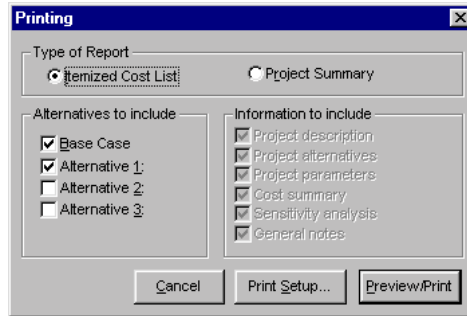 Printing
Type of Report
Itemized Cost List
Project Summary
Alternatives to include
Base Case
Alternative 1:
Alternative 2:
Alternative 3:
Information to include
Project description
Project alternatives
Project parameters
Cost summary
Sensitivity analysis
General notes
Cancel
Print Setup...
Preview/Print